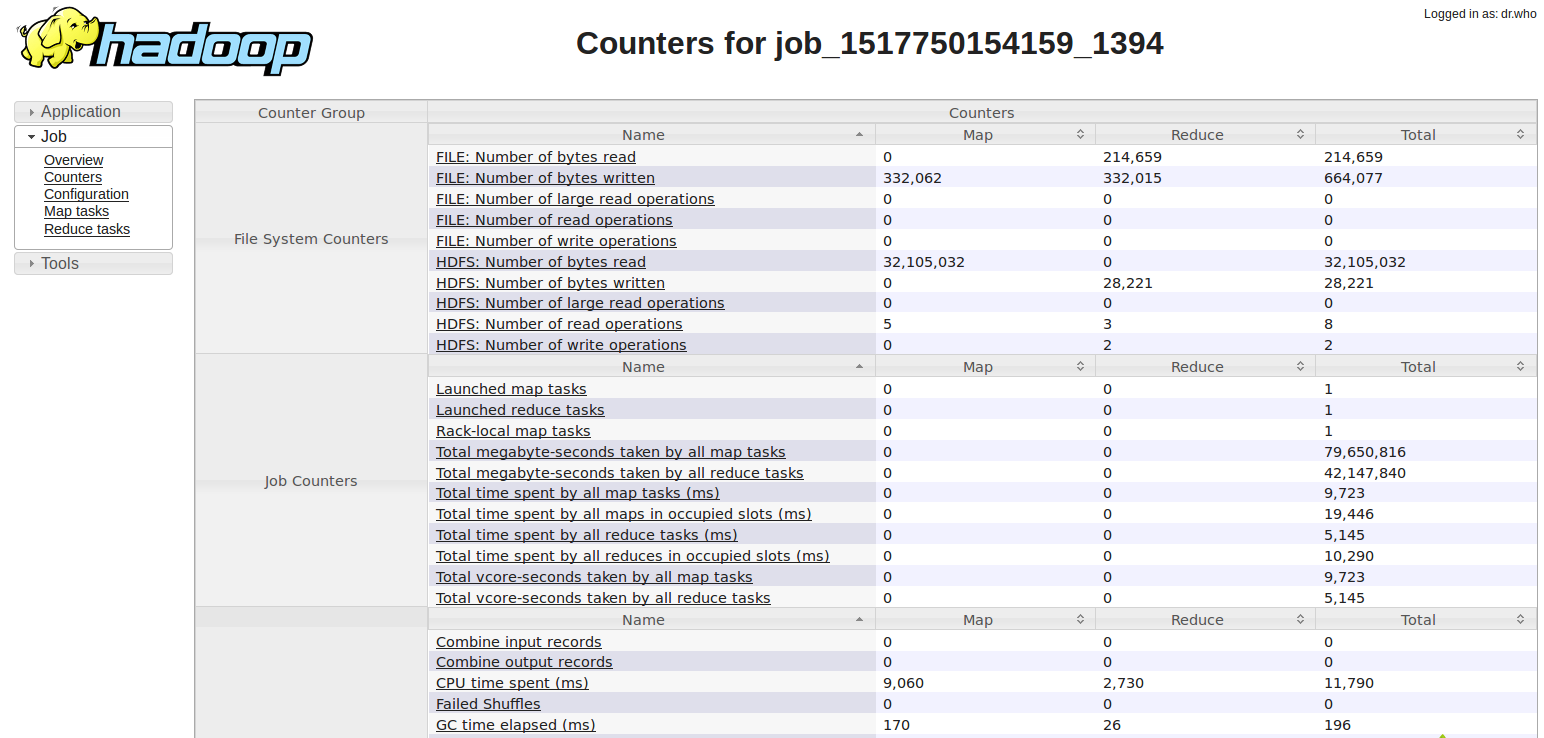 Logged in as: dr.who
hadoop
Counters for job_1517750154159_1394
Application
Job
Overview
Counters
Configuration
Map tasks
Reduce tasks
Tools
Counter Group Counters
File System Counters
Name Map Reduce Total
FILE: Number of bytes read 0 214,659 214,659
FILE: Number of bytes written 332,062 332,015 664,077
FILE: Number of large read operations 0 0 0
FILE: Number of read operations 0 0 0
FILE: Number of write operations 0 0 0
HDFS: Number of bytes read 32,105,032 0 32,105,032
HDFS: Number of bytes written 0 28,221 28,221
HDFS: Number of large read operations 0 0 0
HDFS: Number of read operations 5 3 8
HDFS: Number of write operations 0 2 2
Job Counters
Name Map Reduce Total
Launched map tasks 0 0 1
Launched reduce tasks 0 0 1
Rack-local map tasks 0 0 1
Total megabyte-seconds taken by all map tasks 0 0 79,650,816
Total megabyte-seconds taken by all reduce tasks 0 0 42,147,840
Total time spent by all map tasks (ms) 0 0 9,723
Total time spent by all maps in occupied slots (ms) 0 0 19,446
Total time spent by all reduce tasks (ms) 0 0 5,145
Total time spent by all reduces in occupied slots (ms) 0 0 10,290
Total vcore-seconds taken by all map tasks 0 0 9,723
Total vcore-seconds taken by all reduce tasks 0 0 5,145
Name Map Reduce Total
Combine input records 0 0 0
Combine output records 0 0 0
CPU time spent (ms) 9,060 2,730 11,790
Failed Shuffles 0 0 0
GC time elapsed (ms) 170 26 196